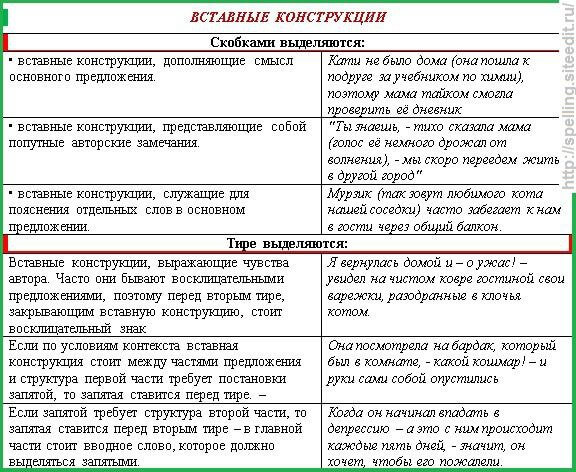 ВСТАВНЫЕ КОНСТРУКЦИИ
Скобками выделяются:
• вставные конструкции, дополняющие смысл
основного предложения.
Кати не было дома (она пошла к
подруге за учебником по химии),
поэтому мама тайком смогла
проверить её дневник
• вставные конструкции, представляющие собой
попутные авторские замечания.
"Ты знаешь, - тихо сказала мама
(голос её немного дрожал от
волнения), - мы скоро переедем жить
в другой город"
• вставные конструкции, служащие для
пояснения отдельных слов в основном
предложении.
Мурзик (так зовут любимого кота
нашей соседки) часто забегает к нам
в гости через общий балкон.
Тире выделяются:
Вставные конструкции, выражающие чувства
автора. Часто они бывают восклицательными
предложениями, поэтому перед вторым тире,
закрывающим вставную конструкцию, стоит
восклицательный знак
Я вернулась домой и – о ужас! –
увидел на чистом ковре гостиной свои
варежки, разодранные в клочья
котом.
Если по условиям контекста вставная
конструкция стоит между частями предложения
и структура первой части требует постановки
запятой, то запятая ставится перед тире. –
Она посмотрела на бардак, который
был в комнате, - какой кошмар! – и
руки сами собой опустились
Если запятой требует структура второй части, то
запятая ставится перед вторым тире – в главной
части стоит вводное слово, которое должно
выделяться запятыми.
Когда он начинал впадать в
депрессию – а это с ним происходит
каждые пять дней, - значит, он
хочет, чтобы его пожалели.
http://spelling.siteedit.ru/